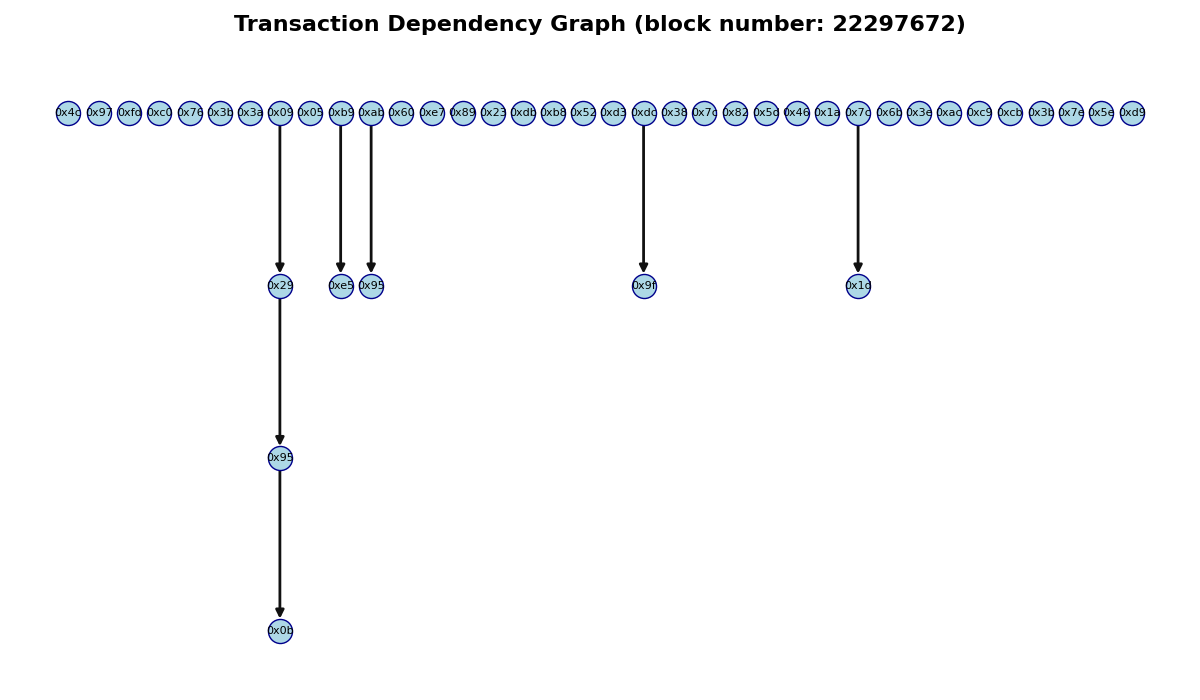 Transaction Dependency Graph (block number: 22297672)
0x4c 0x97 0xfd 0xc0 0x76 0x3b 0x3a 0x09 0x05 0xb9 0xab 0x60 0xe7 0x89 0x23 0xdb 0xb8 0x52 0xd3 0xdc 0x38 0x7c 0x82 0x5d 0x46 0x1a 0x7c 0x6b 0x3e 0xac 0xc9 0xcb 0x3b 0x7e 0x5e 0xd9
0x29 0xe5 0x95 0x9f 0x1d
0x95
0x0b